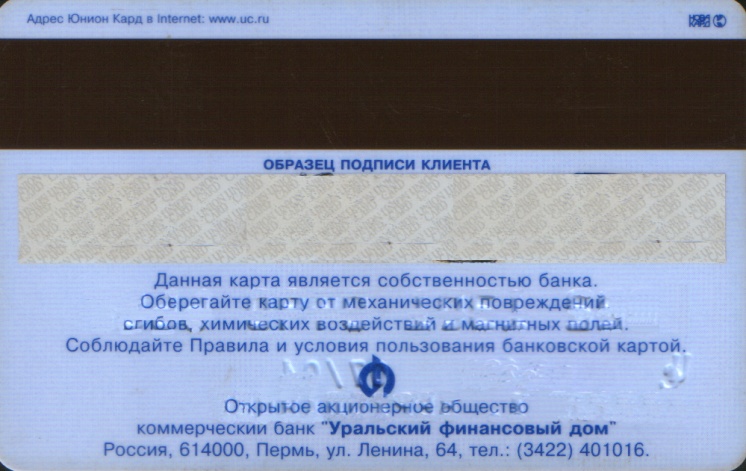 Адрес Юнион Кард в Internet: www.uc.ru
ОБРАЗЕЦ ПОДПИСИ КЛИЕНТА
Данная карта является собственностью банка.
Оберегайте карту от механических повреждений,
сгибов, химических воздействий и магнитных полей.
Соблюдайте Правила и условия пользования банковской картой.
Открытое акционерное общество
коммерческий банк "Уральский финансовый дом"
Россия, 614000, Пермь, ул. Ленина, 64, тел.: (3422) 401016.